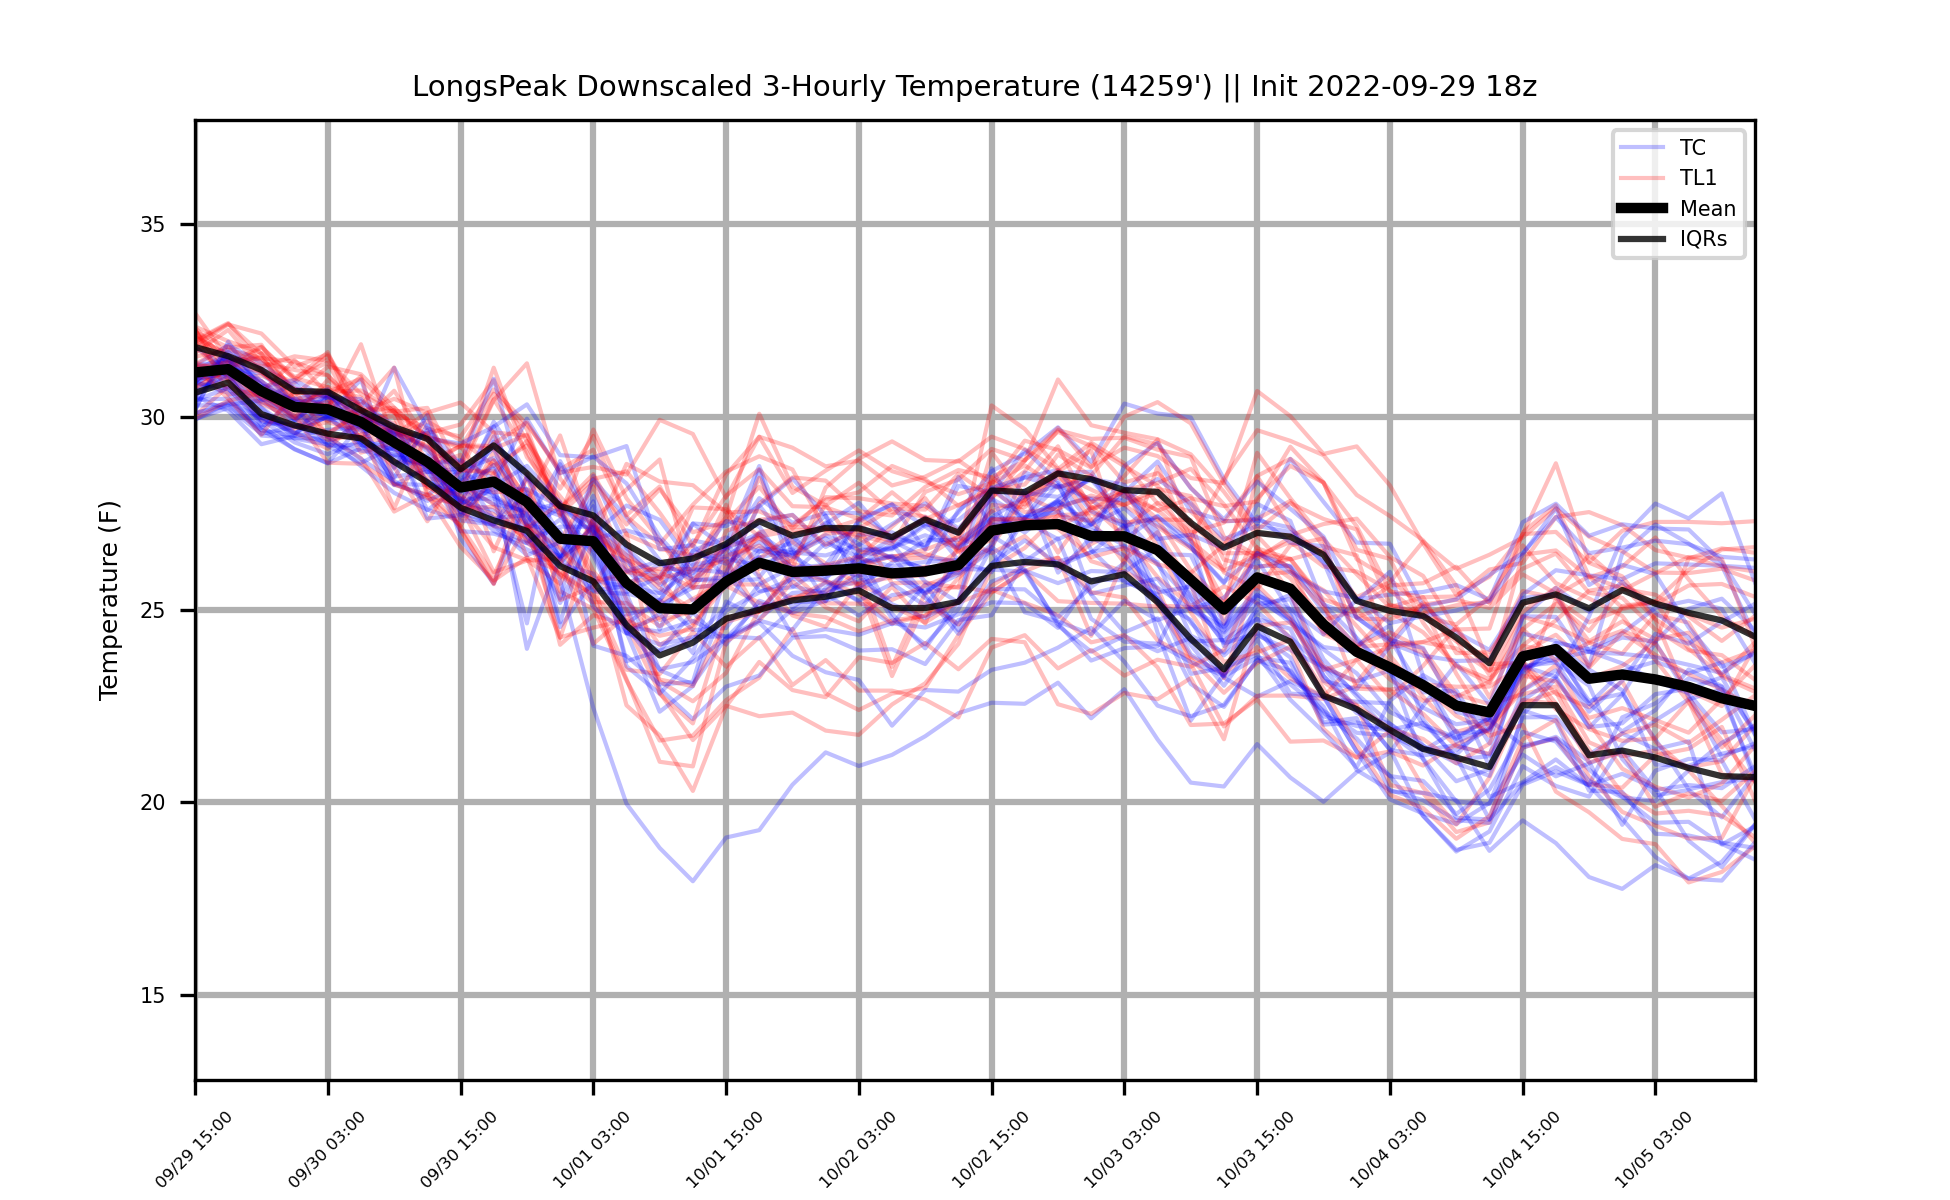 LongsPeak Downscaled 3-Hourly Temperature (14259') || Init 2022-09-29 18z
TC
TL1
Mean
IQRs
Temperature (F)
35
30
25
20
15
09/29 15:00
09/30 03:00
09/30 15:00
10/01 03:00
10/01 15:00
10/02 03:00
10/02 15:00
10/03 03:00
10/03 15:00
10/04 03:00
10/04 15:00
10/05 03:00